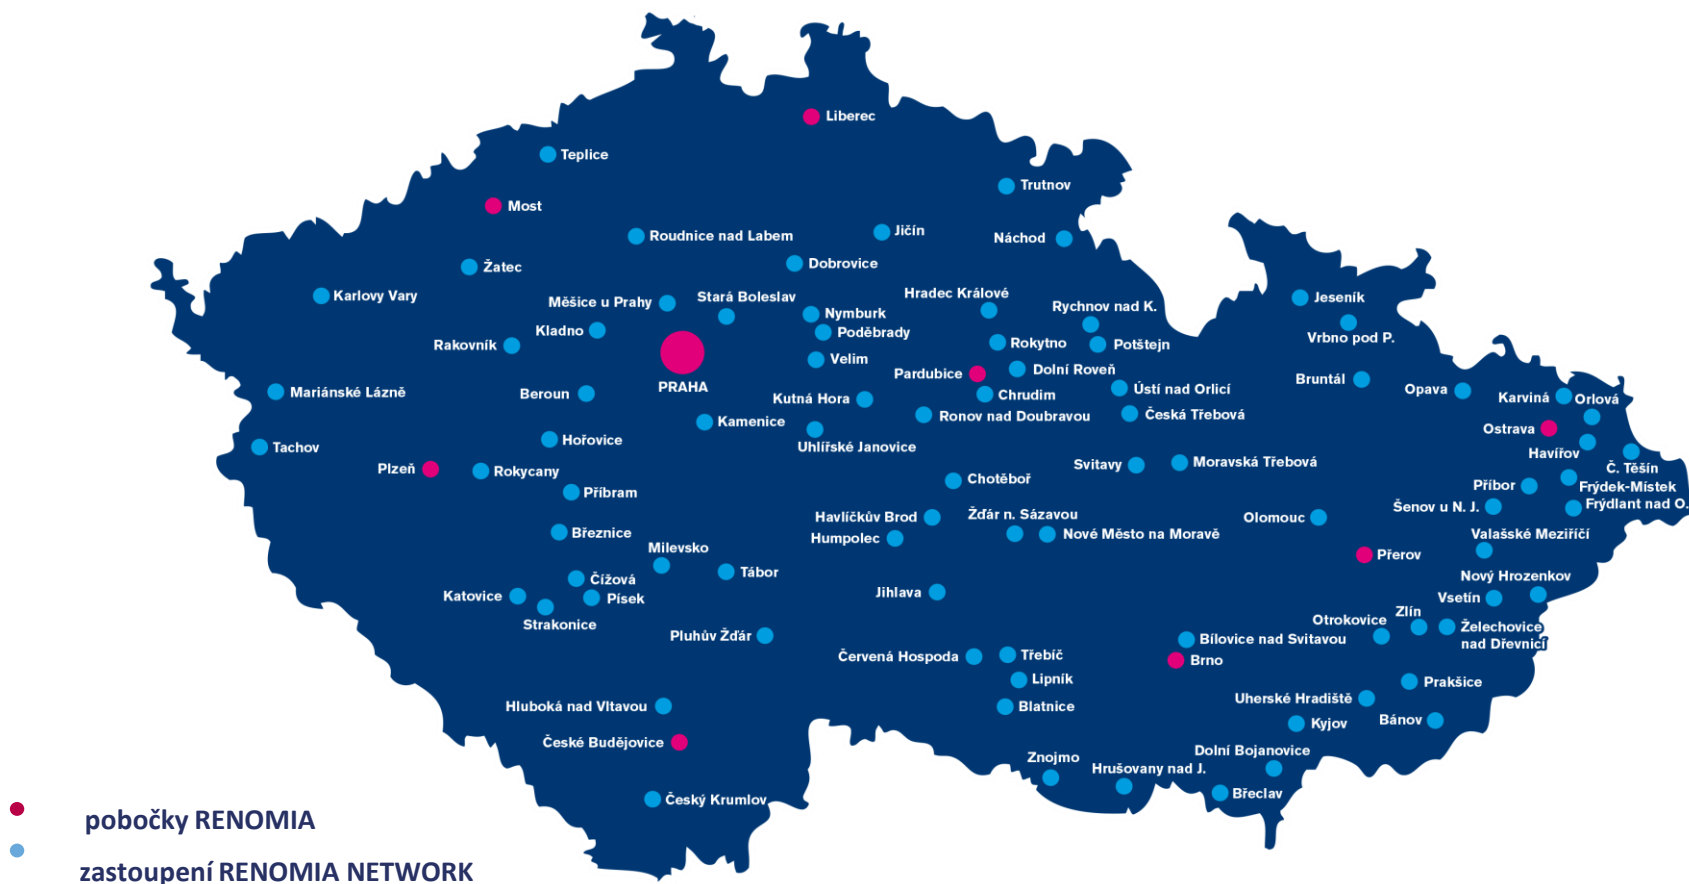 Liberec
Teplice
Trutnov
Most
Roudnice nad Labem
Jičín
Náchod
Žatec
Dobrovice
Karlovy Vary
Měšice u Prahy
Stará Boleslav
Hradec Králové
Rychnov nad K.
Jeseník
Kladno
Nymburk
Poděbrady
Rakovník
Rokytno
Potštejn
Vrbno pod P.
Velim
PRAHA
Pardubice
Dolní Roveň
Mariánské Lázně
Beroun
Kutná Hora
Chrudim
Ústí nad Orlicí
Bruntál
Opava
Karviná
Orlová
Kamenice
Ronov nad Doubravou
Česká Třebová
Ostrava
Tachov
Hořovice
Uhlířské Janovice
Havířov
Plzeň
Rokycany
Svitavy
Moravská Třebová
Č. Těšín
Příbram
Chotěboř
Příbor
Frýdek-Místek
Šenov u N. J.
Frýdlant nad O.
Havlíčkův Brod
Žďár n. Sázavou
Olomouc
Březnice
Humpolec
Nové Město na Moravě
Valašské Meziříčí
Milevsko
Přerov
Čížová
Tábor
Nový Hrozenkov
Katovice
Písek
Jihlava
Vsetín
Strakonice
Zlín
Otrokovice
Želechovice
nad Dřevnicí
Pluhův Žďár
Bílovice nad Svitavou
Červená Hospoda
Třebíč
Brno
Lipník
Prakšice
Hluboká nad Vltavou
Blatnice
Uherské Hradiště
Kyjov
Bánov
České Budějovice
Znojmo
Dolní Bojanovice
Hrušovany nad J.
Český Krumlov
Břeclav
pobočky RENOMIA
zastoupení RENOMIA NETWORK